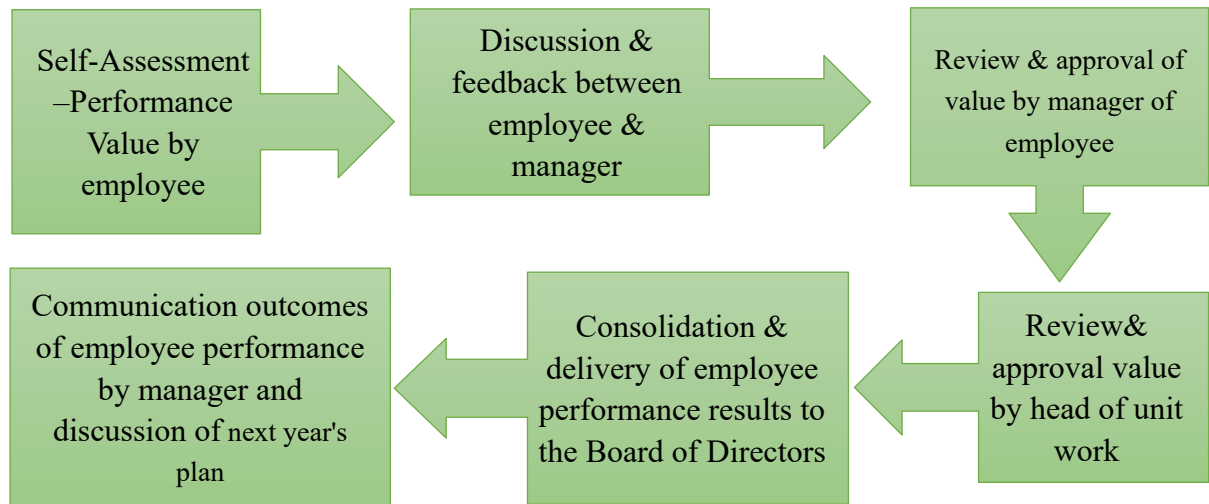 Self-Assessment
–Performance
Value by
employee
Discussion &
feedback between
employee &
manager
Review & approval of
value by manager of
employee
Review&
approval value
by head of unit
work
Consolidation &
delivery of employee
performance results to
the Board of Directors
Communication outcomes
of employee performance
by manager and
discussion of next year's
plan